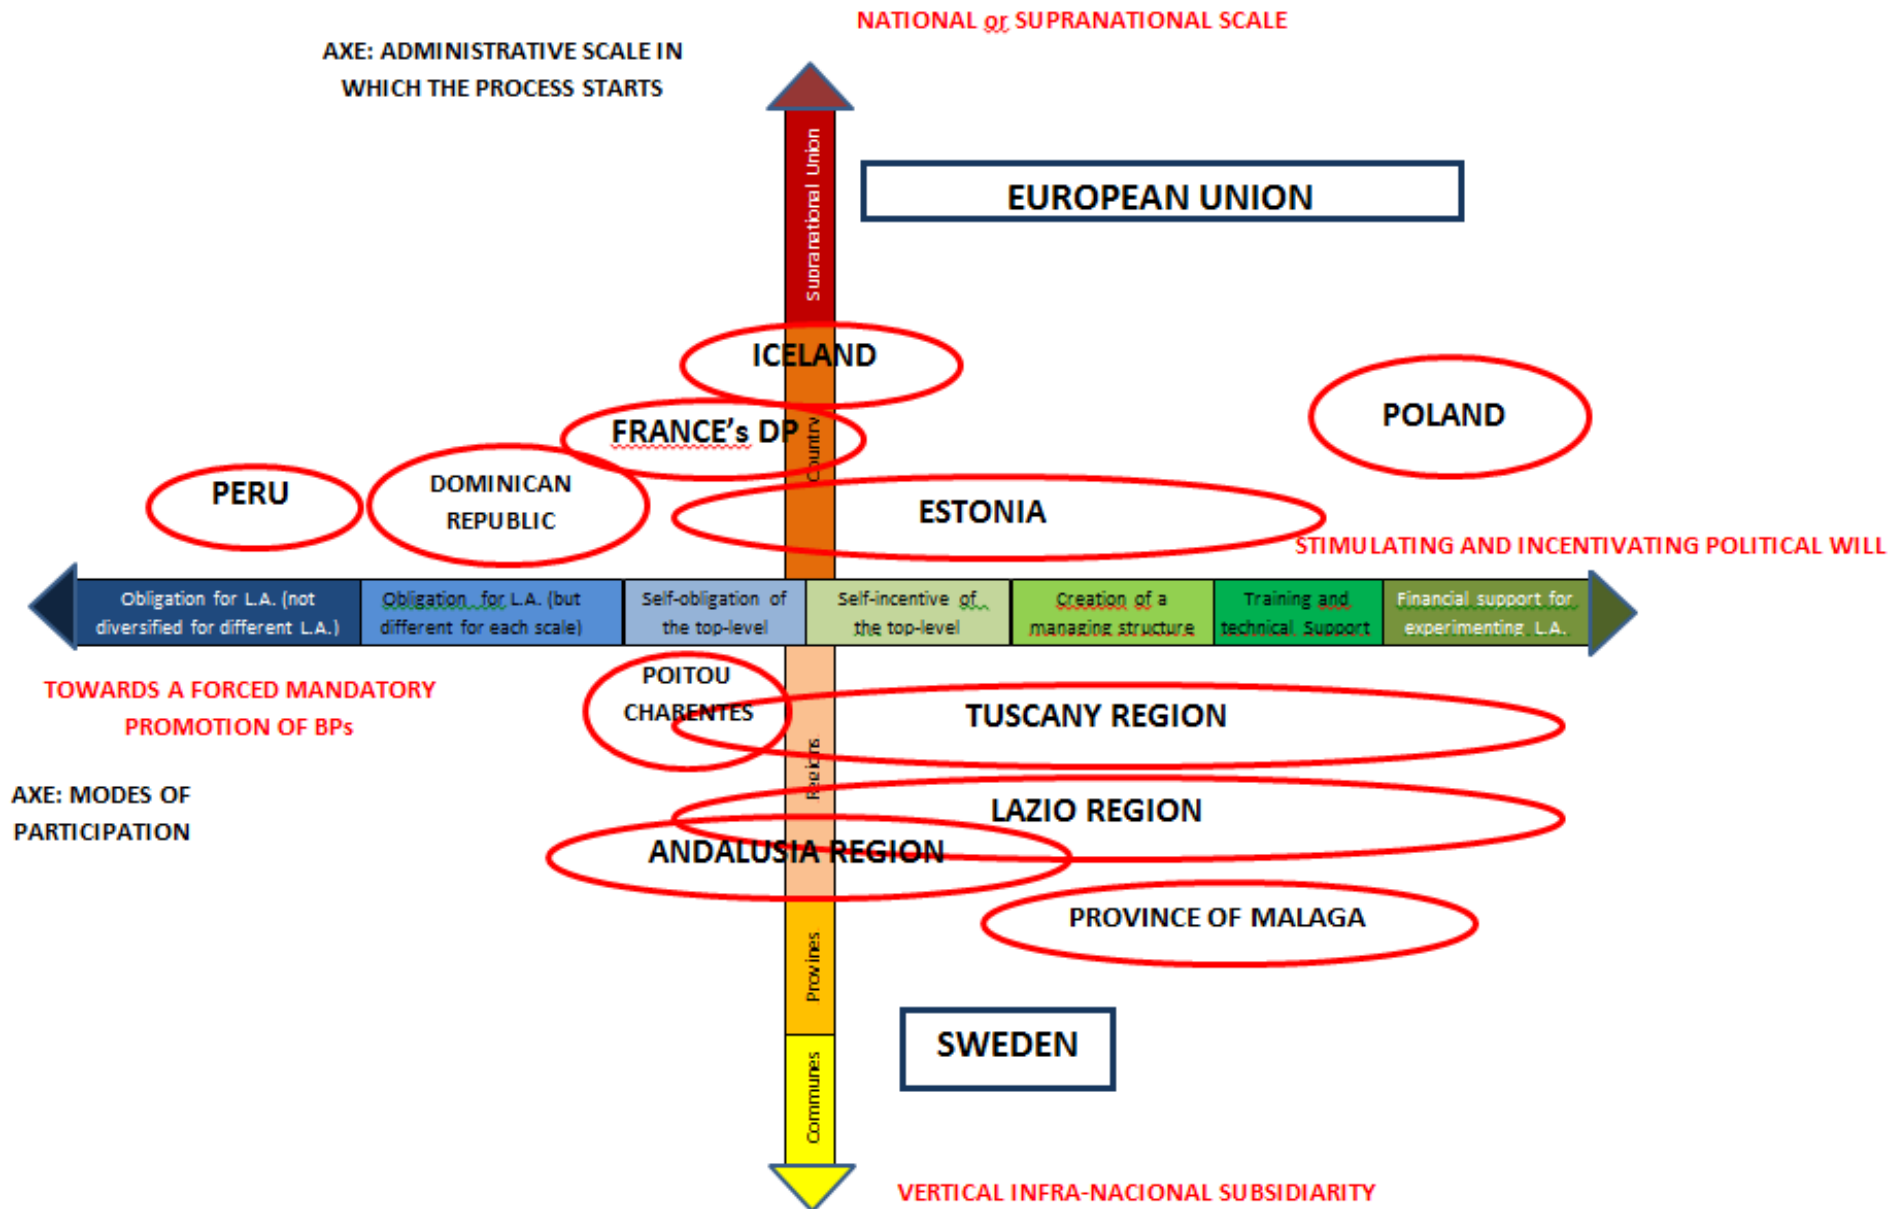 NATIONAL or SUPRANATIONAL SCALE
AXE: ADMINISTRATIVE SCALE IN
WHICH THE PROCESS STARTS
Supranational Union
EUROPEAN UNION
ICELAND
POLAND
FRANCE's DP
Country
PERU
DOMINICAN
REPUBLIC
ESTONIA
STIMULATING AND INCENTIVATING POLITICAL WILL
Obligation for L.A. (not
diversified for different L.A.)
Obligation for L.A. (but
different for each scale)
Self-obligation of
the top-level
Self-incentive of
the top-level
Creation of a
managing structure
Training and
technical Support
Financial support for
experimenting L.A.
TOWARDS A FORCED MANDATORY
PROMOTION OF BPs
POITOU
CHARENTES
TUSCANY REGION
Regions
AXE: MODES OF
PARTICIPATION
LAZIO REGION
ANDALUSIA REGION
PROVINCE OF MALAGA
Provines
SWEDEN
Communes
VERTICAL INFRA-NACIONAL SUBSIDIARITY